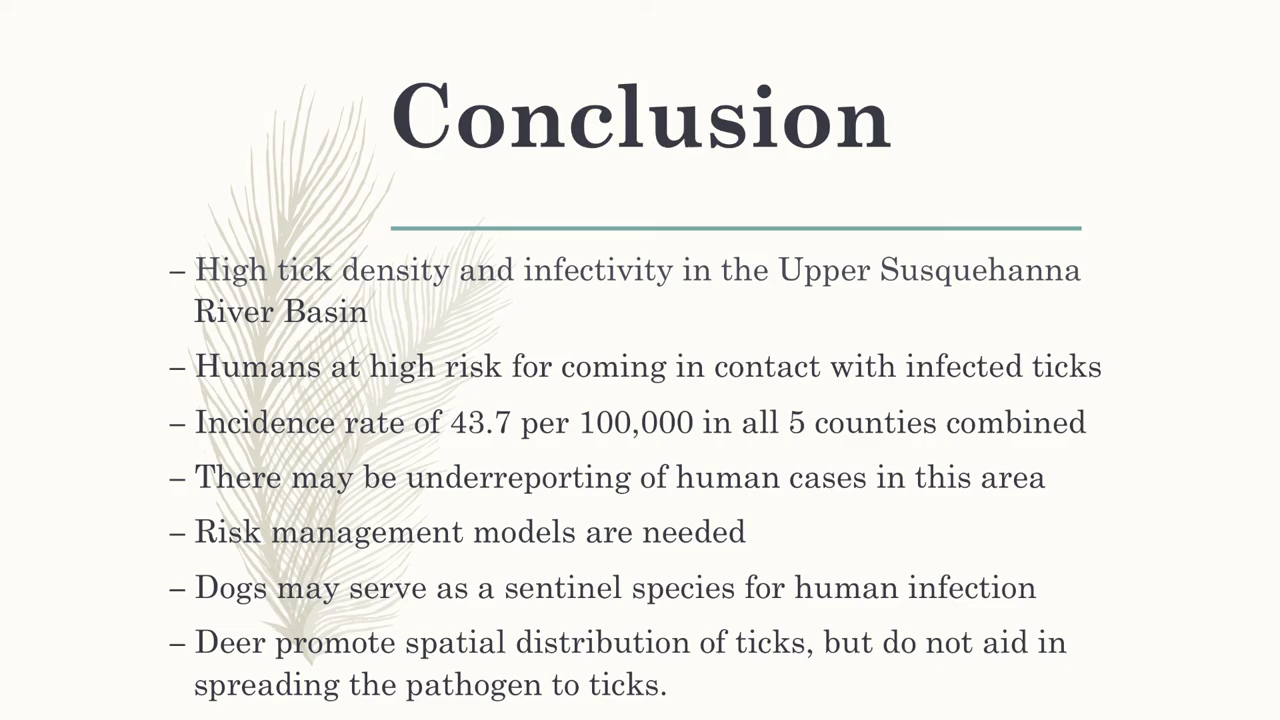 Conclusion
– High tick density and infectivity in the Upper Susquehanna
River Basin
– Humans at high risk for coming in contact with infected ticks
– Incidence rate of 43.7 per 100,000 in all 5 counties combined
– There may be underreporting of human cases in this area
– Risk management models are needed
– Dogs may serve as a sentinel species for human infection
– Deer promote spatial distribution of ticks, but do not aid in
spreading the pathogen to ticks.